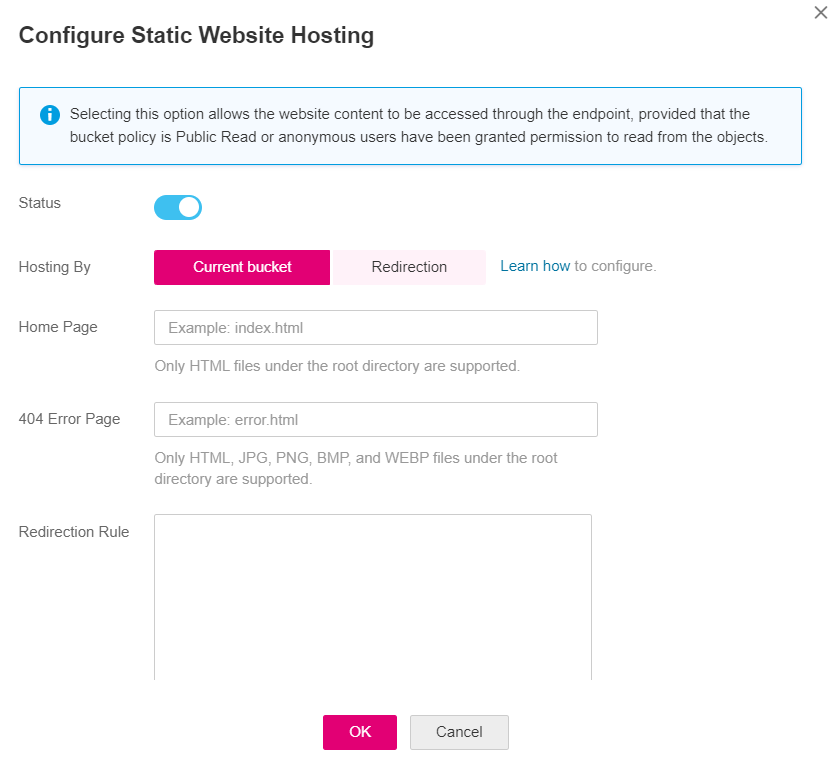 Configure Static Website Hosting
Selecting this option allows the website content to be accessed through the endpoint, provided that the
bucket policy is Public Read or anonymous users have been granted permission to read from the objects.
Status
Hosting By
Current bucket
Redirection
Learn how to configure.
Home Page
Example: index.html
Only HTML files under the root directory are supported.
404 Error Page
Example: error.html
Only HTML, JPG, PNG, BMP, and WEBP files under the root
directory are supported.
Redirection Rule
OK
Cancel